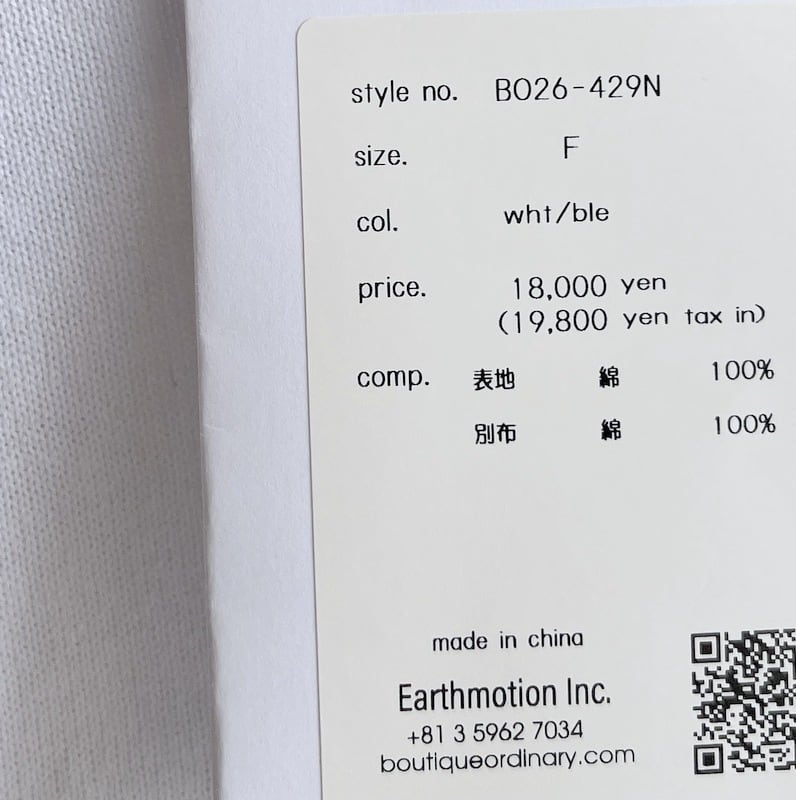 style no. BO26-429N
size. F
col. wht/ble
price. 18,000 yen
(19,800 yen tax in)
comp. 表地 綿 100%
別布 綿 100%
made in china
Earthmotion Inc.
+81 3 5962 7034
boutiqueordinary.com